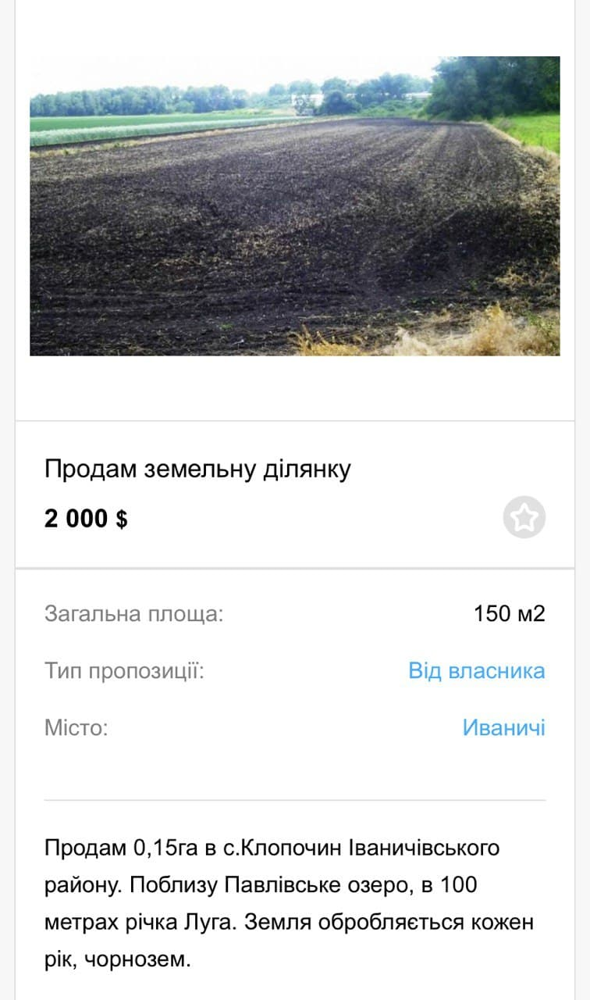 Продам земельну ділянку
2 000 $
Загальна площа: 150 м2
Тип пропозиції: Від власника
Місто: Иваничі
Продам 0,15га в с.Клопочин Іваничівського
району. Поблизу Павлівське озеро, в 100
метрах річка Луга. Земля обробляється кожен
рік, чорнозем.